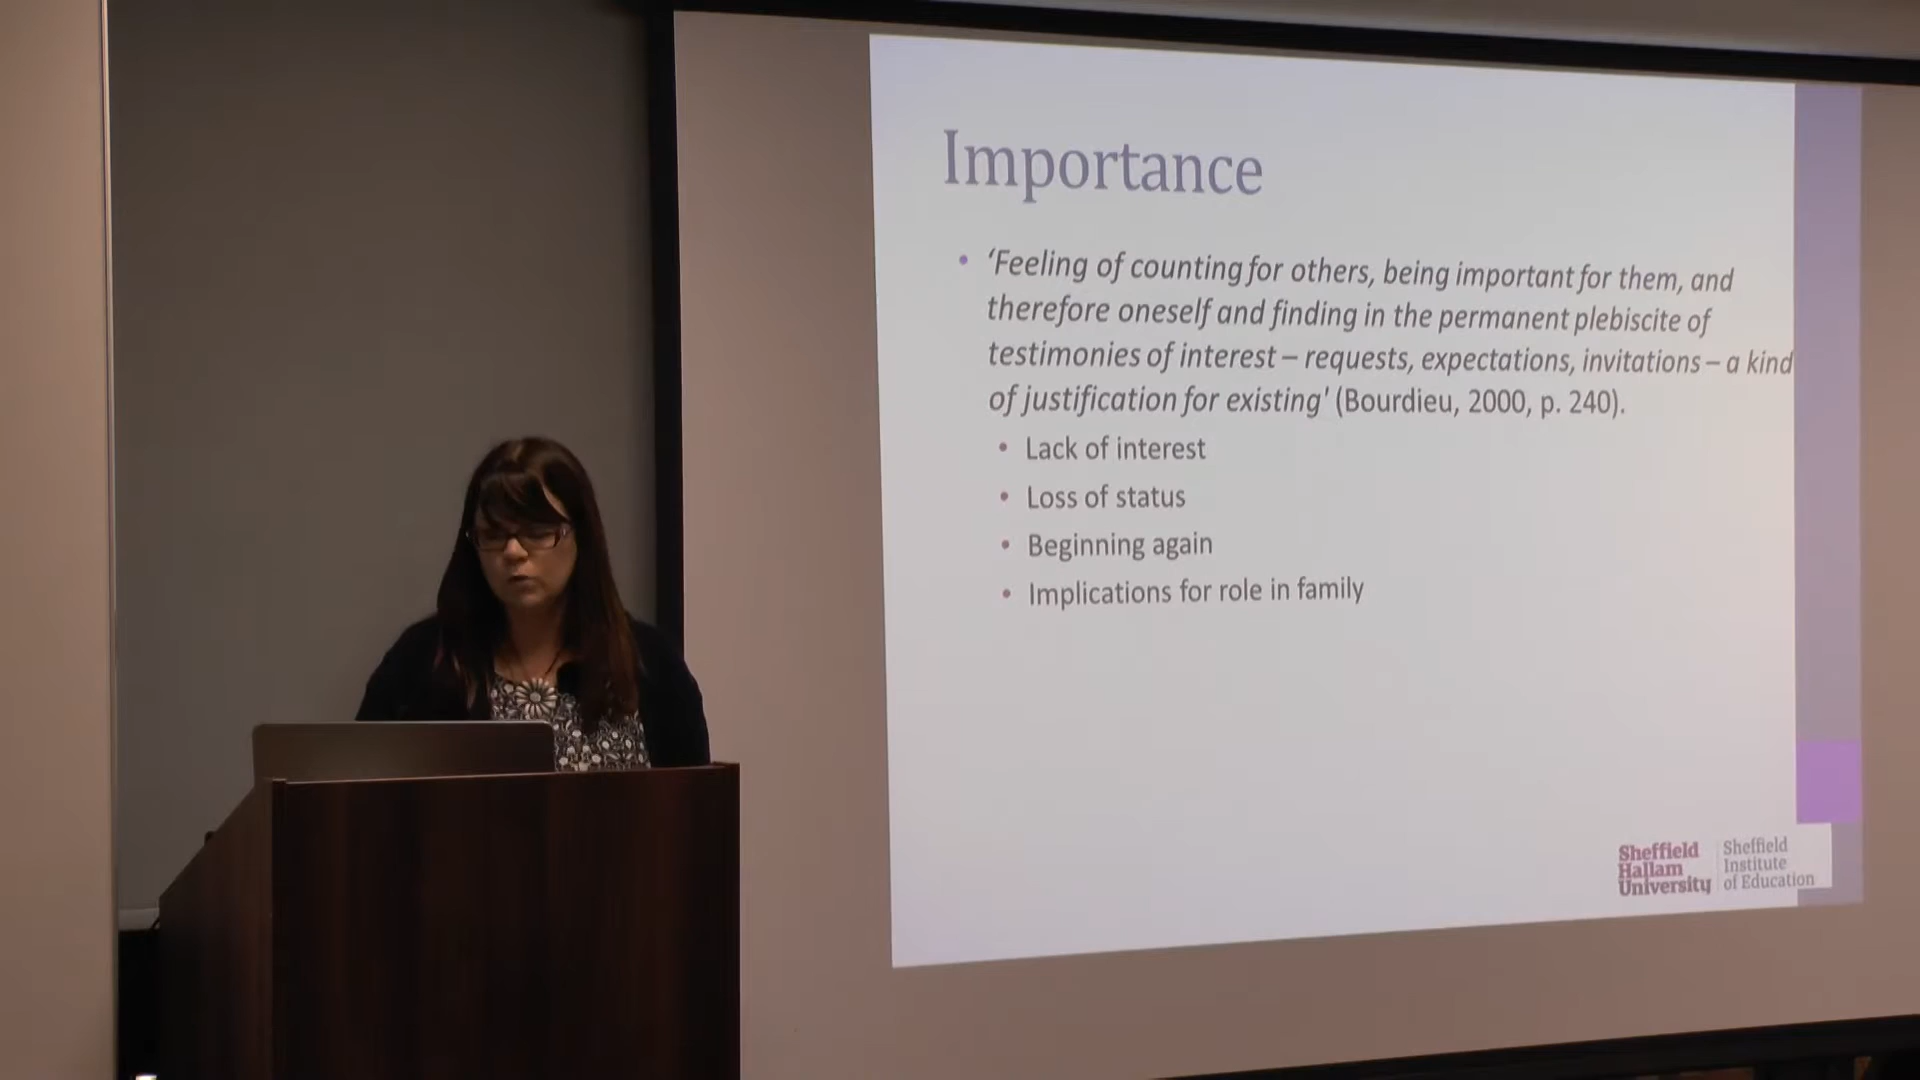 Importance
• ‘Feeling of counting for others, being important for them, and
therefore oneself and finding in the permanent plebiscite of
testimonies of interest – requests, expectations, invitations – a kind
of justification for existing' (Bourdieu, 2000, p. 240).
• Lack of interest
• Loss of status
• Beginning again
• Implications for role in family
Sheffield
Hallam
University
Sheffield
Institute
of Education